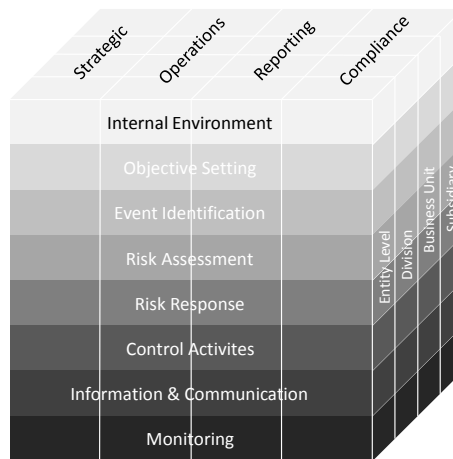 Strategic
Operations
Reporting
Compliance
Internal Environment
Objective Setting
Event Identification
Risk Assessment
Risk Response
Control Activites
Information & Communication
Monitoring
Entity Level
Division
Business Unit
Subsidiary